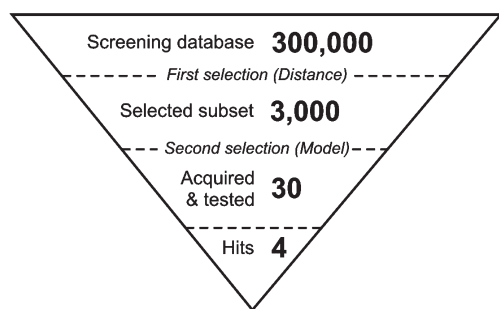 Screening database 300,000
First selection (Distance)
Selected subset 3,000
Second selection (Model)
Acquired
& tested 30
Hits 4